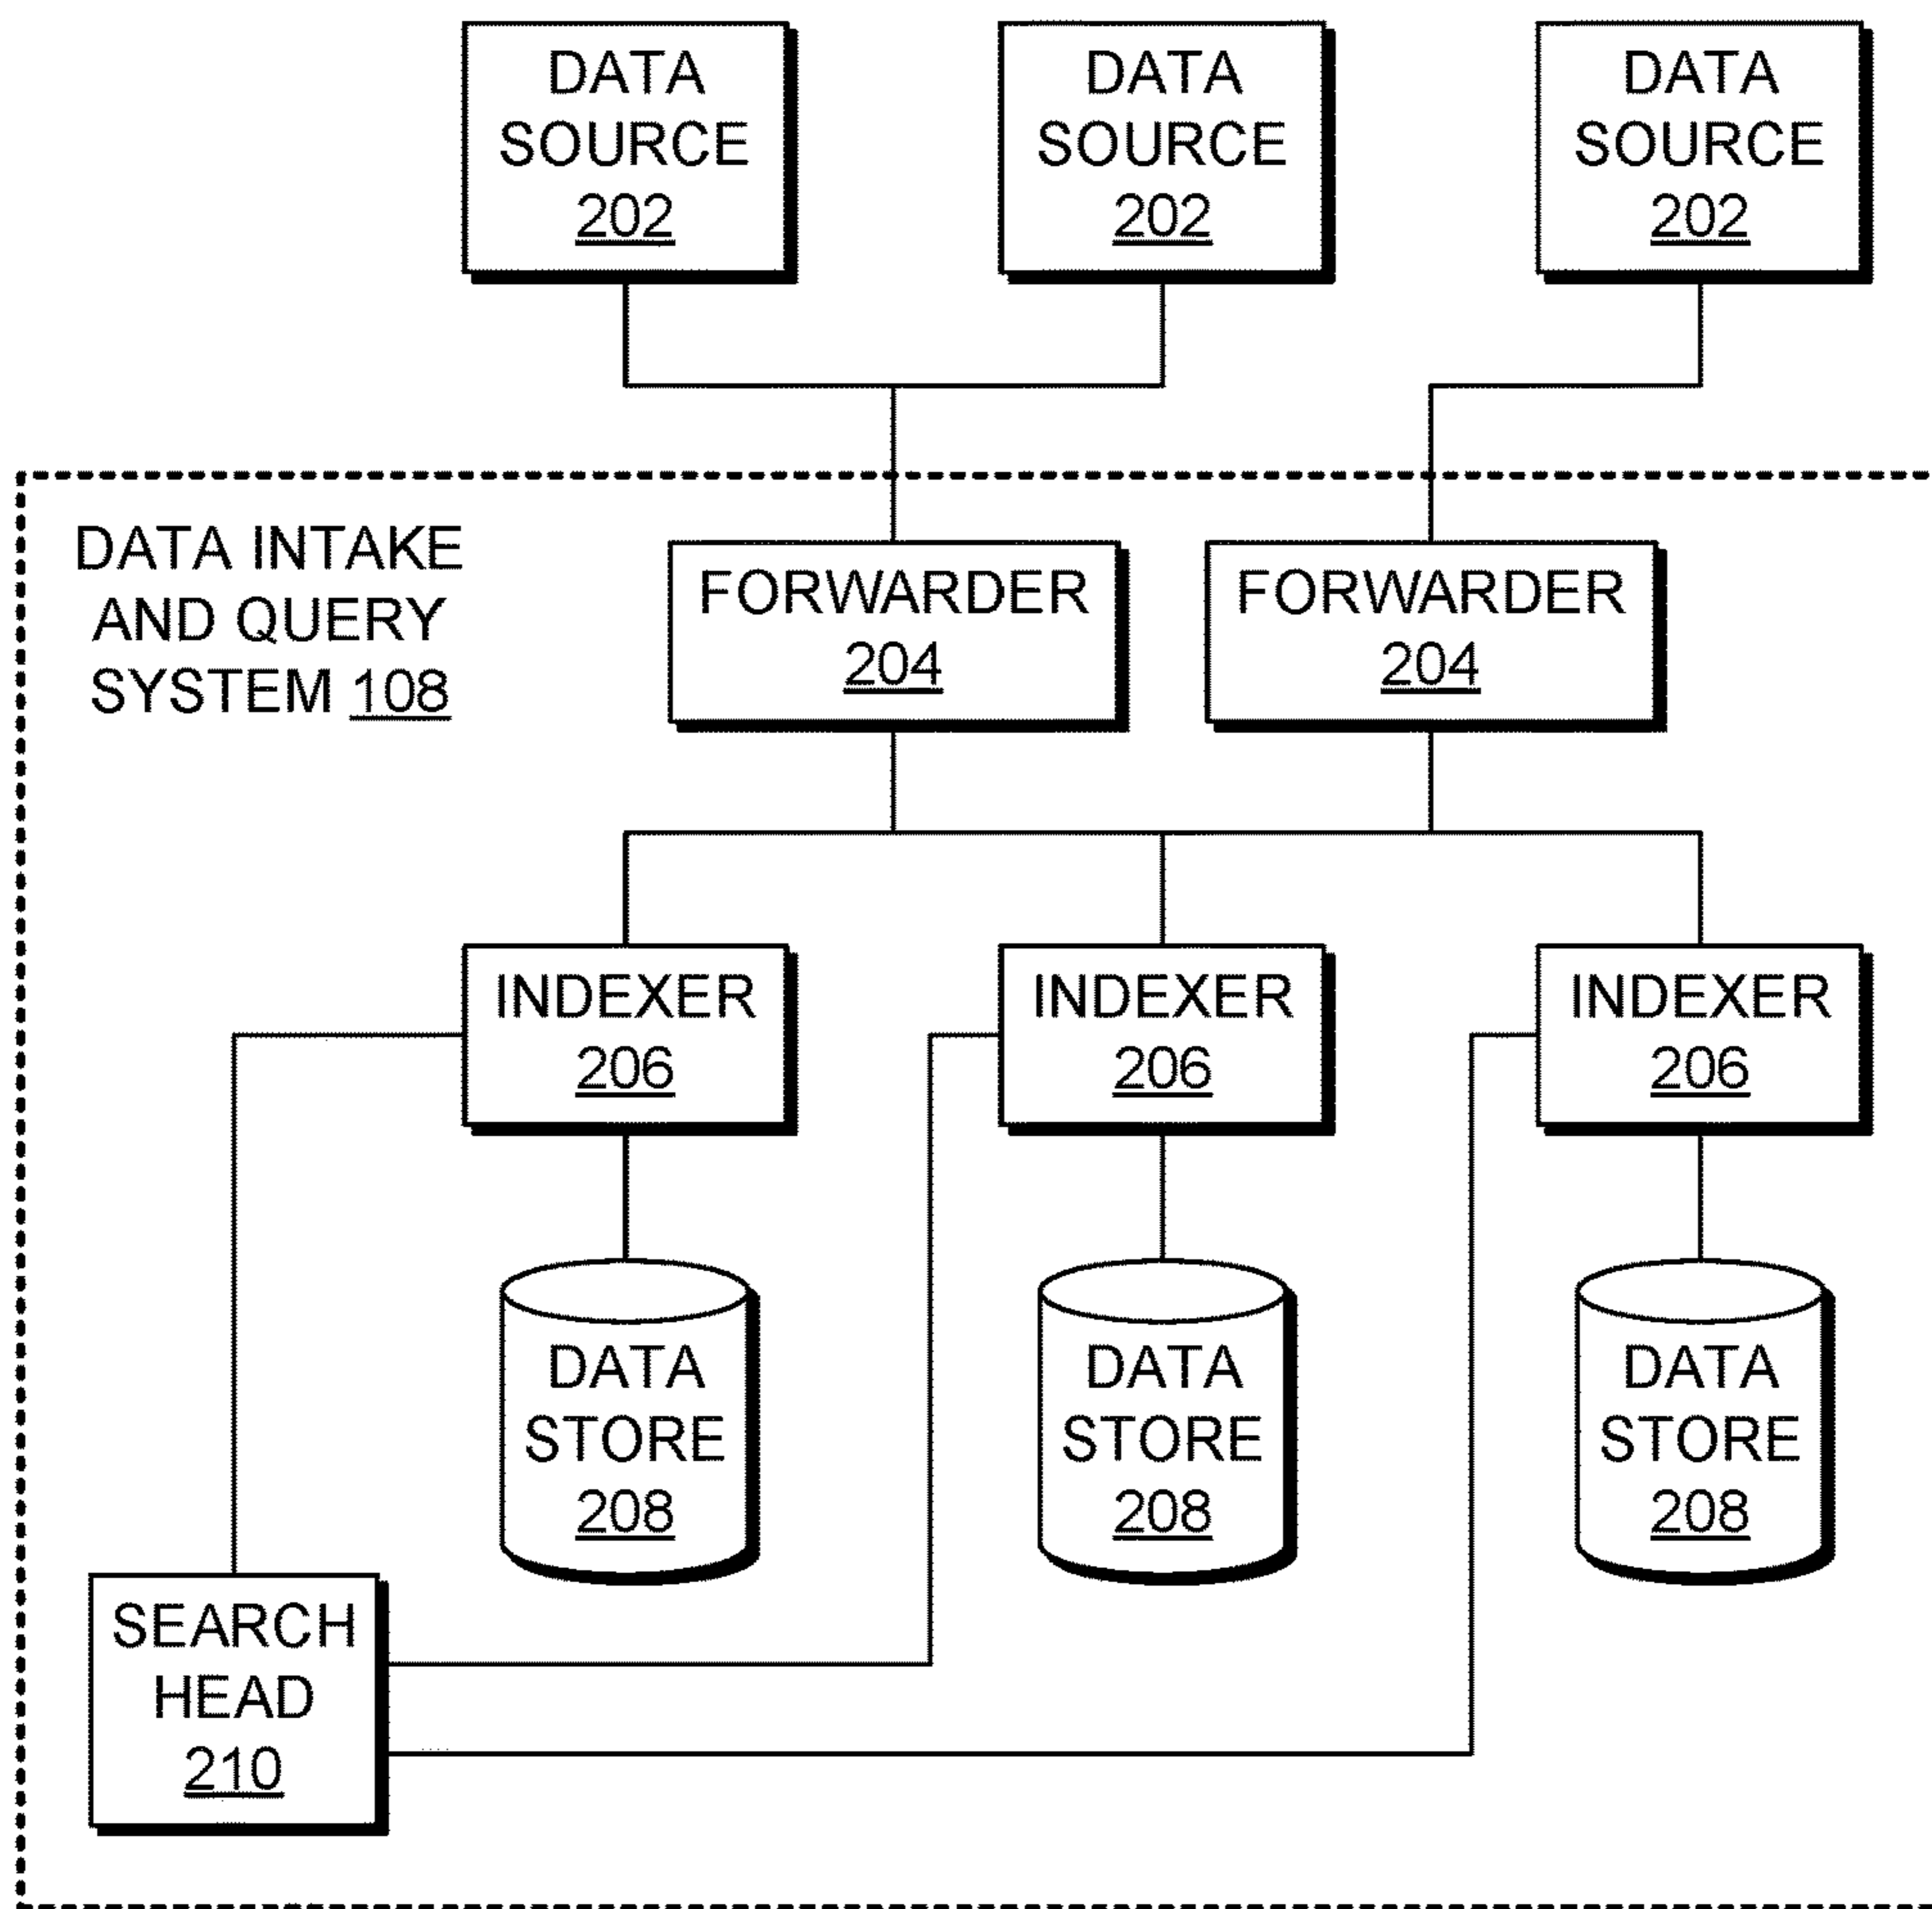 DATA
SOURCE
202
DATA
SOURCE
202
DATA
SOURCE
202
DATA INTAKE
AND QUERY
SYSTEM 108
FORWARDER
204
FORWARDER
204
INDEXER
206
INDEXER
206
INDEXER
206
DATA
STORE
208
DATA
STORE
208
DATA
STORE
208
SEARCH
HEAD
210